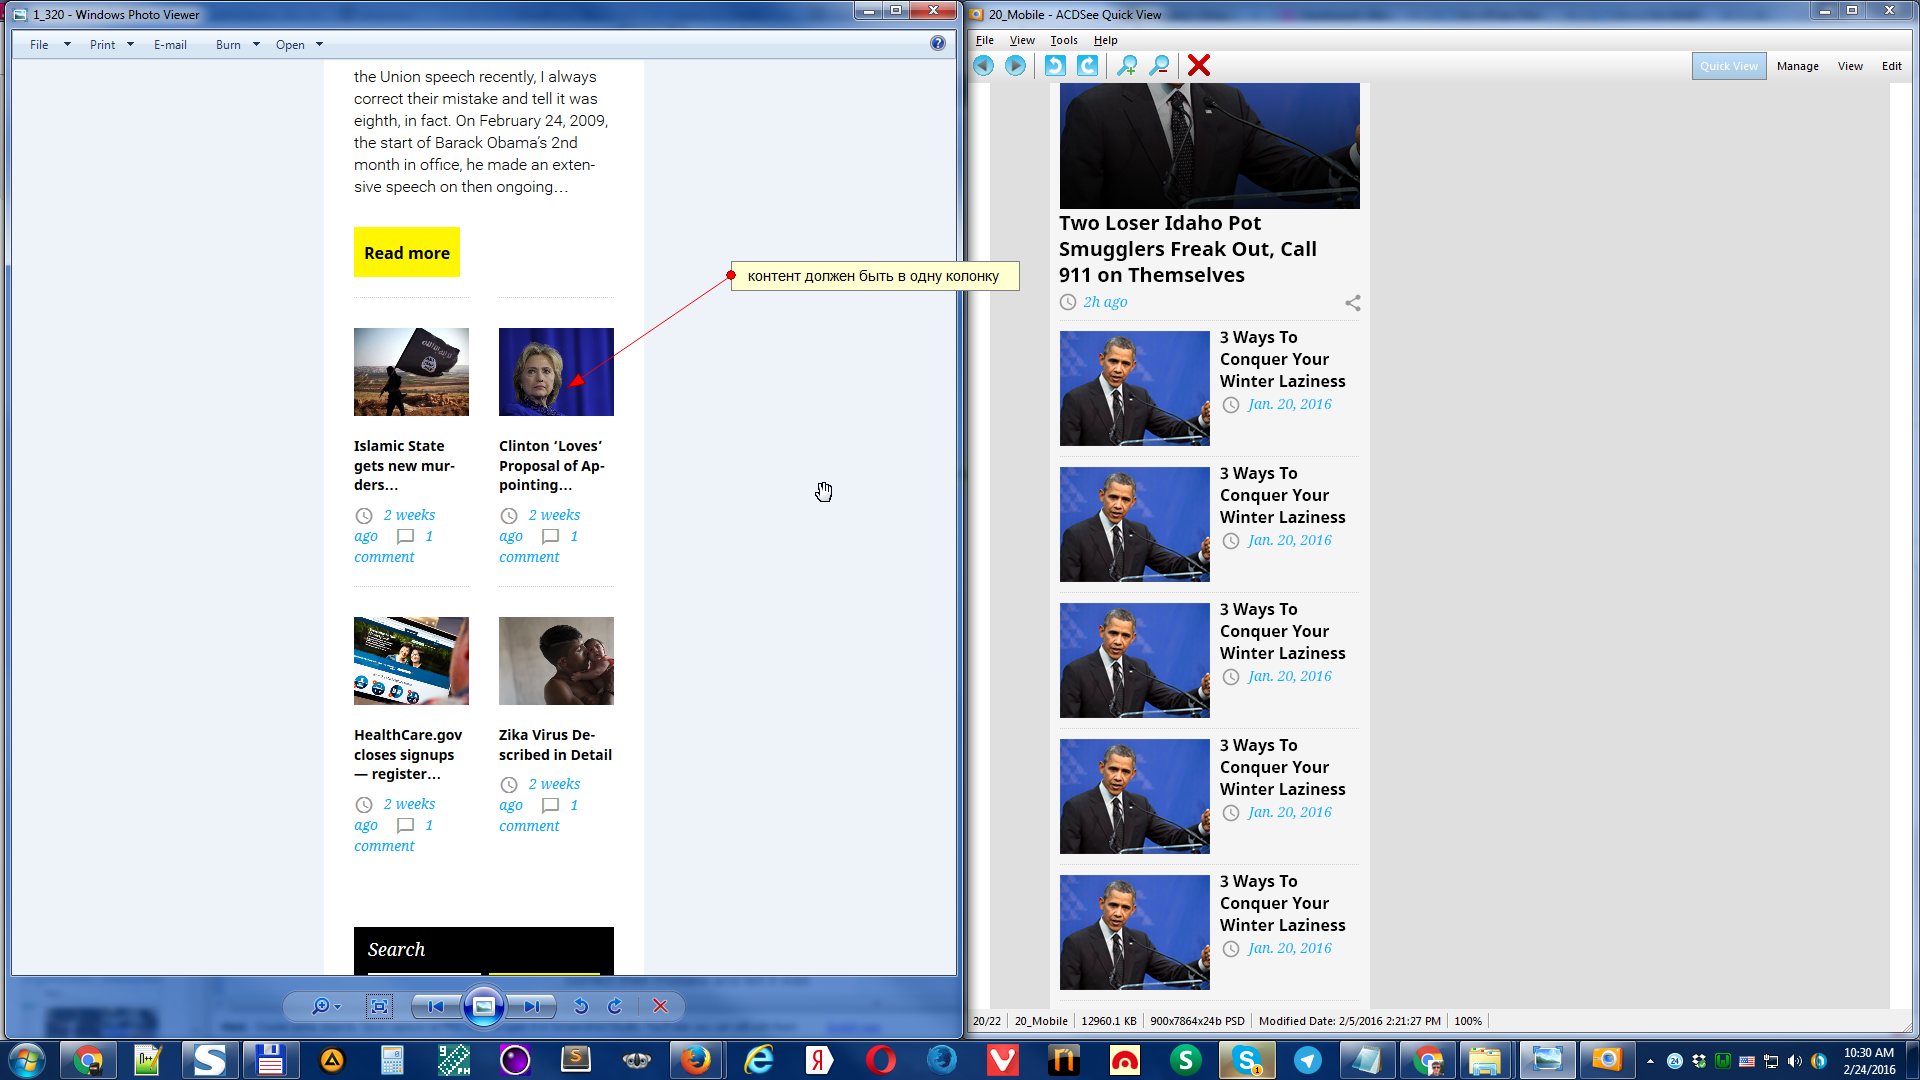 1_320 - Windows Photo Viewer
File
Print
E-mail
Burn
Open
the Union speech recently, I always
correct their mistake and tell it was
eighth, in fact. On February 24, 2009,
the start of Barack Obama's 2nd
month in office, he made an exten-
sive speech on then ongoing…
Read more
контент должен быть в одну колонку
Islamic State
gets new mur-
ders…
2 weeks
ago 1
comment
Clinton 'Loves'
Proposal of Ap-
pointing…
2 weeks
ago 1
comment
HealthCare.gov
closes signups
— register…
2 weeks
ago 1
comment
Zika Virus De-
scribed in Detail
2 weeks
ago 1
comment
Search
20_Mobile - ACDSee Quick View
File View Tools Help
Quick View Manage View Edit
Two Loser Idaho Pot
Smugglers Freak Out, Call
911 on Themselves
2h ago
3 Ways To
Conquer Your
Winter Laziness
Jan. 20, 2016
3 Ways To
Conquer Your
Winter Laziness
Jan. 20, 2016
3 Ways To
Conquer Your
Winter Laziness
Jan. 20, 2016
3 Ways To
Conquer Your
Winter Laziness
Jan. 20, 2016
3 Ways To
Conquer Your
Winter Laziness
Jan. 20, 2016
20/22 20_Mobile 12960.1 KB 900x7864x24b PSD Modified Date: 2/5/2016 2:21:27 PM 100%
10:30 AM
2/24/2016